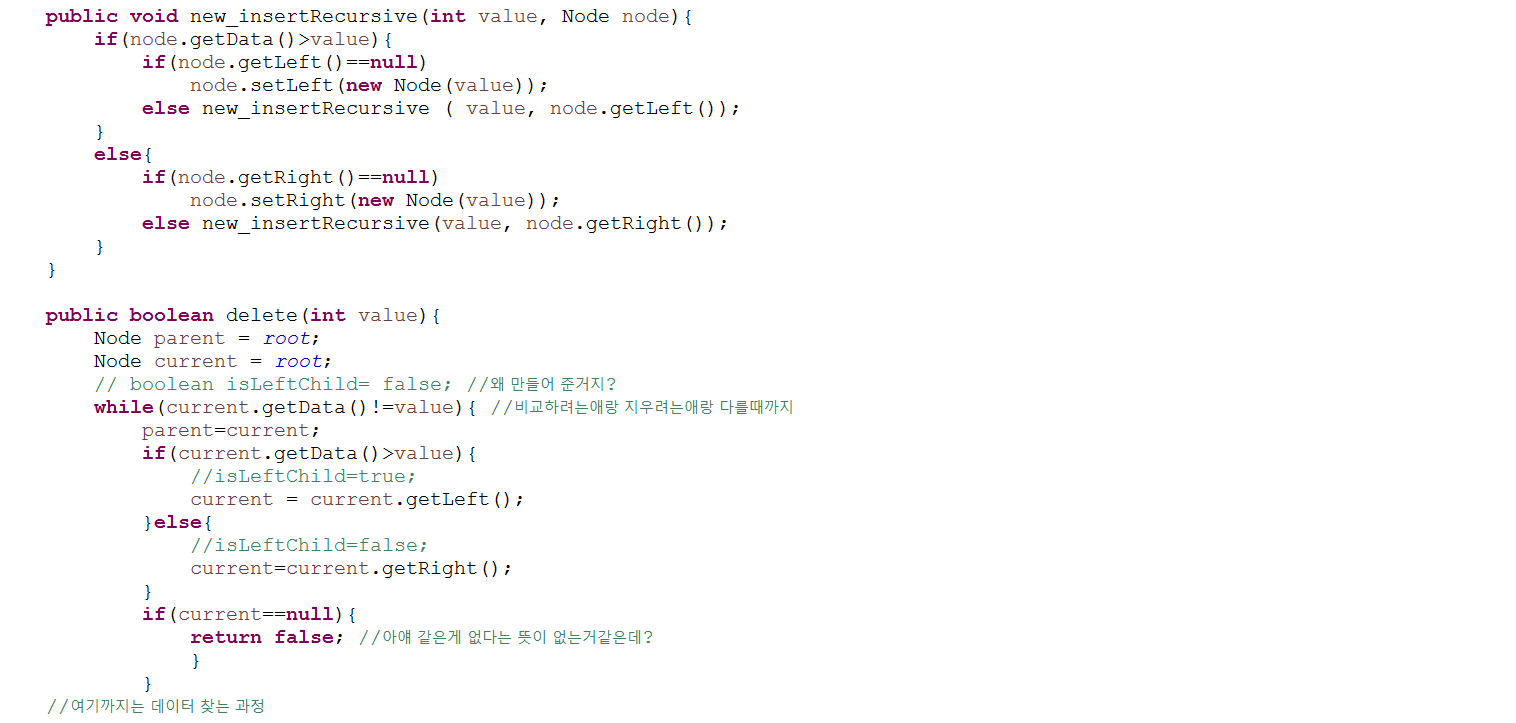 public void new_insertRecursive(int value, Node node){
if(node.getData()>value){
if(node.getLeft()==null)
node.setLeft(new Node(value));
else new_insertRecursive ( value, node.getLeft());
}
else{
if(node.getRight()==null)
node.setRight(new Node(value));
else new_insertRecursive(value, node.getRight());
}
}
public boolean delete(int value){
Node parent = root;
Node current = root;
// boolean isLeftChild= false; //왜 만들어 준거지?
while(current.getData()!=value){ //비교하려는애랑 지우려는애랑 다를때까지
parent=current;
if(current.getData()>value){
//isLeftChild=true;
current = current.getLeft();
}else{
//isLeftChild=false;
current=current.getRight();
}
if(current==null){
return false; //아얘 같은게 없다는 뜻이 없는거같은데?
}
}
//여기까지는 데이터 찾는 과정